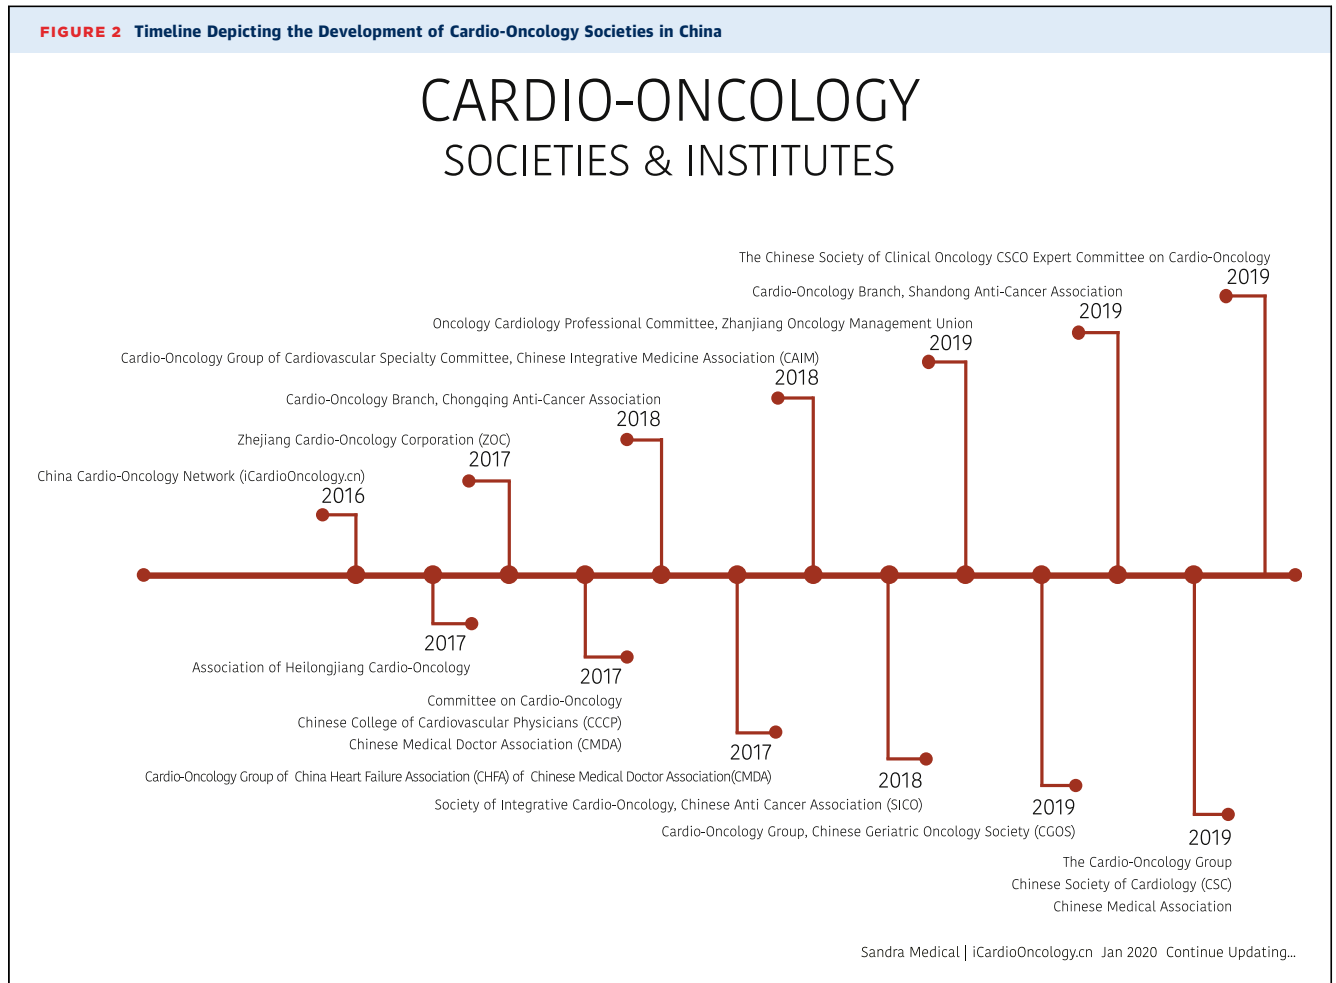 FIGURE 2 Timeline Depicting the Development of Cardio-Oncology Societies in China
CARDIO-ONCOLOGY
SOCIETIES & INSTITUTES
The Chinese Society of Clinical Oncology CSCO Expert Committee on Cardio-Oncology
2019
Cardio-Oncology Branch, Shandong Anti-Cancer Association
2019
Oncology Cardiology Professional Committee, Zhanjiang Oncology Management Union
2019
Cardio-Oncology Group of Cardiovascular Specialty Committee, Chinese Integrative Medicine Association (CAIM)
2018
Cardio-Oncology Branch, Chongqing Anti-Cancer Association
2018
Zhejiang Cardio-Oncology Corporation (ZOC)
2017
China Cardio-Oncology Network (iCardioOncology.cn)
2016
2017
Association of Heilongjiang Cardio-Oncology
2017
Committee on Cardio-Oncology
Chinese College of Cardiovascular Physicians (CCCP)
Chinese Medical Doctor Association (CMDA)
2017
Cardio-Oncology Group of China Heart Failure Association (CHFA) of Chinese Medical Doctor Association(CMDA)
2018
Society of Integrative Cardio-Oncology, Chinese Anti Cancer Association (SICO)
2019
Cardio-Oncology Group, Chinese Geriatric Oncology Society (CGOS)
2019
The Cardio-Oncology Group
Chinese Society of Cardiology (CSC)
Chinese Medical Association
Sandra Medical | iCardioOncology.cn Jan 2020 Continue Updating...